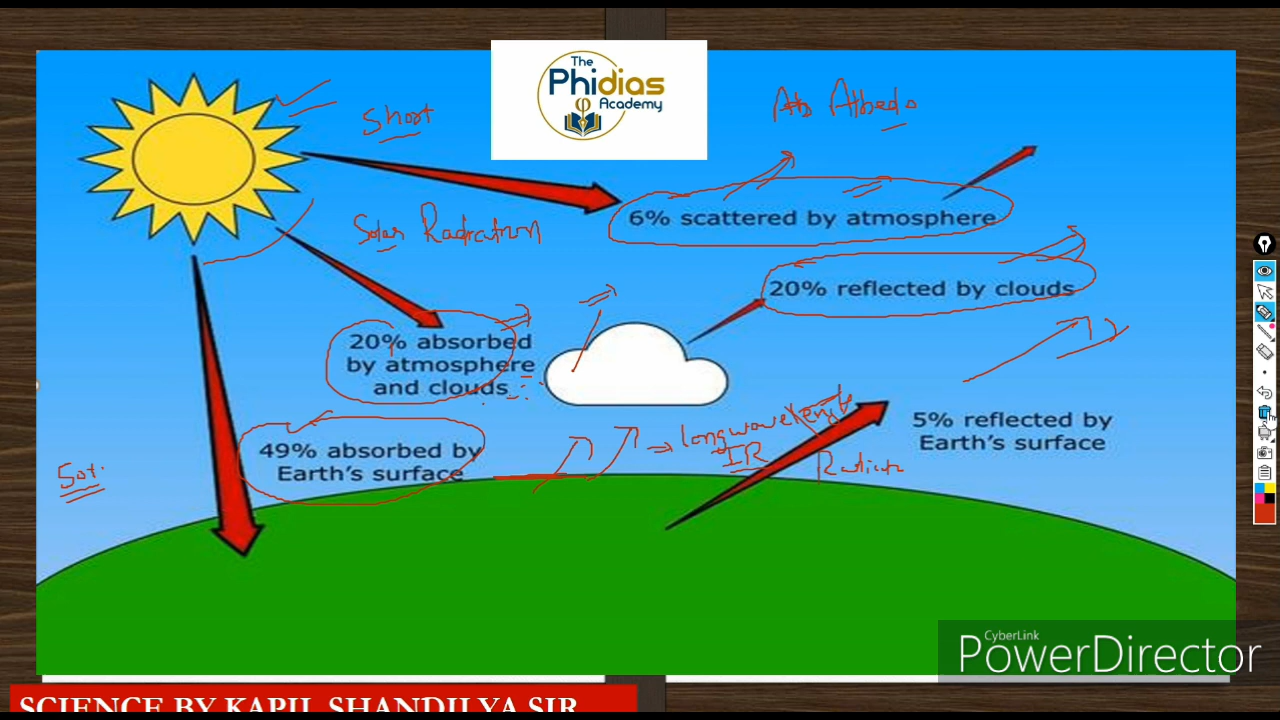 The
Phidias
Academy
Short
Albedo
6% scattered by atmosphere
Solar Radiation
20% reflected by clouds
20% absorbed
by atmosphere
and clouds
5% reflected by
Earth's surface
49% absorbed by
Earth's surface
IR
CyberLink
PowerDirector
SCIENCE BY KAPIL SHANDILYA SIR